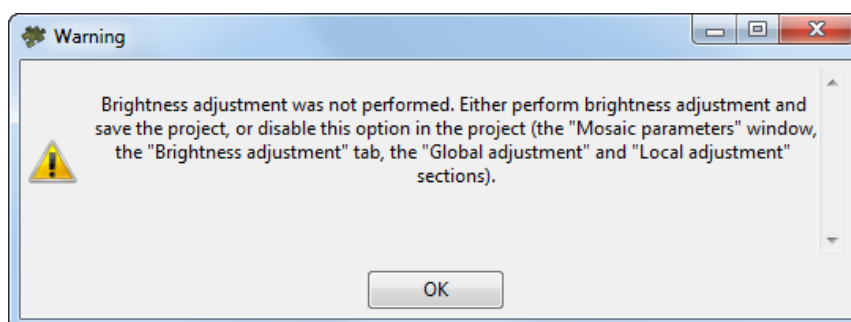 Warning
Brightness adjustment was not performed. Either perform brightness adjustment and
save the project, or disable this option in the project (the "Mosaic parameters" window,
the "Brightness adjustment" tab, the "Global adjustment" and "Local adjustment"
sections).
OK